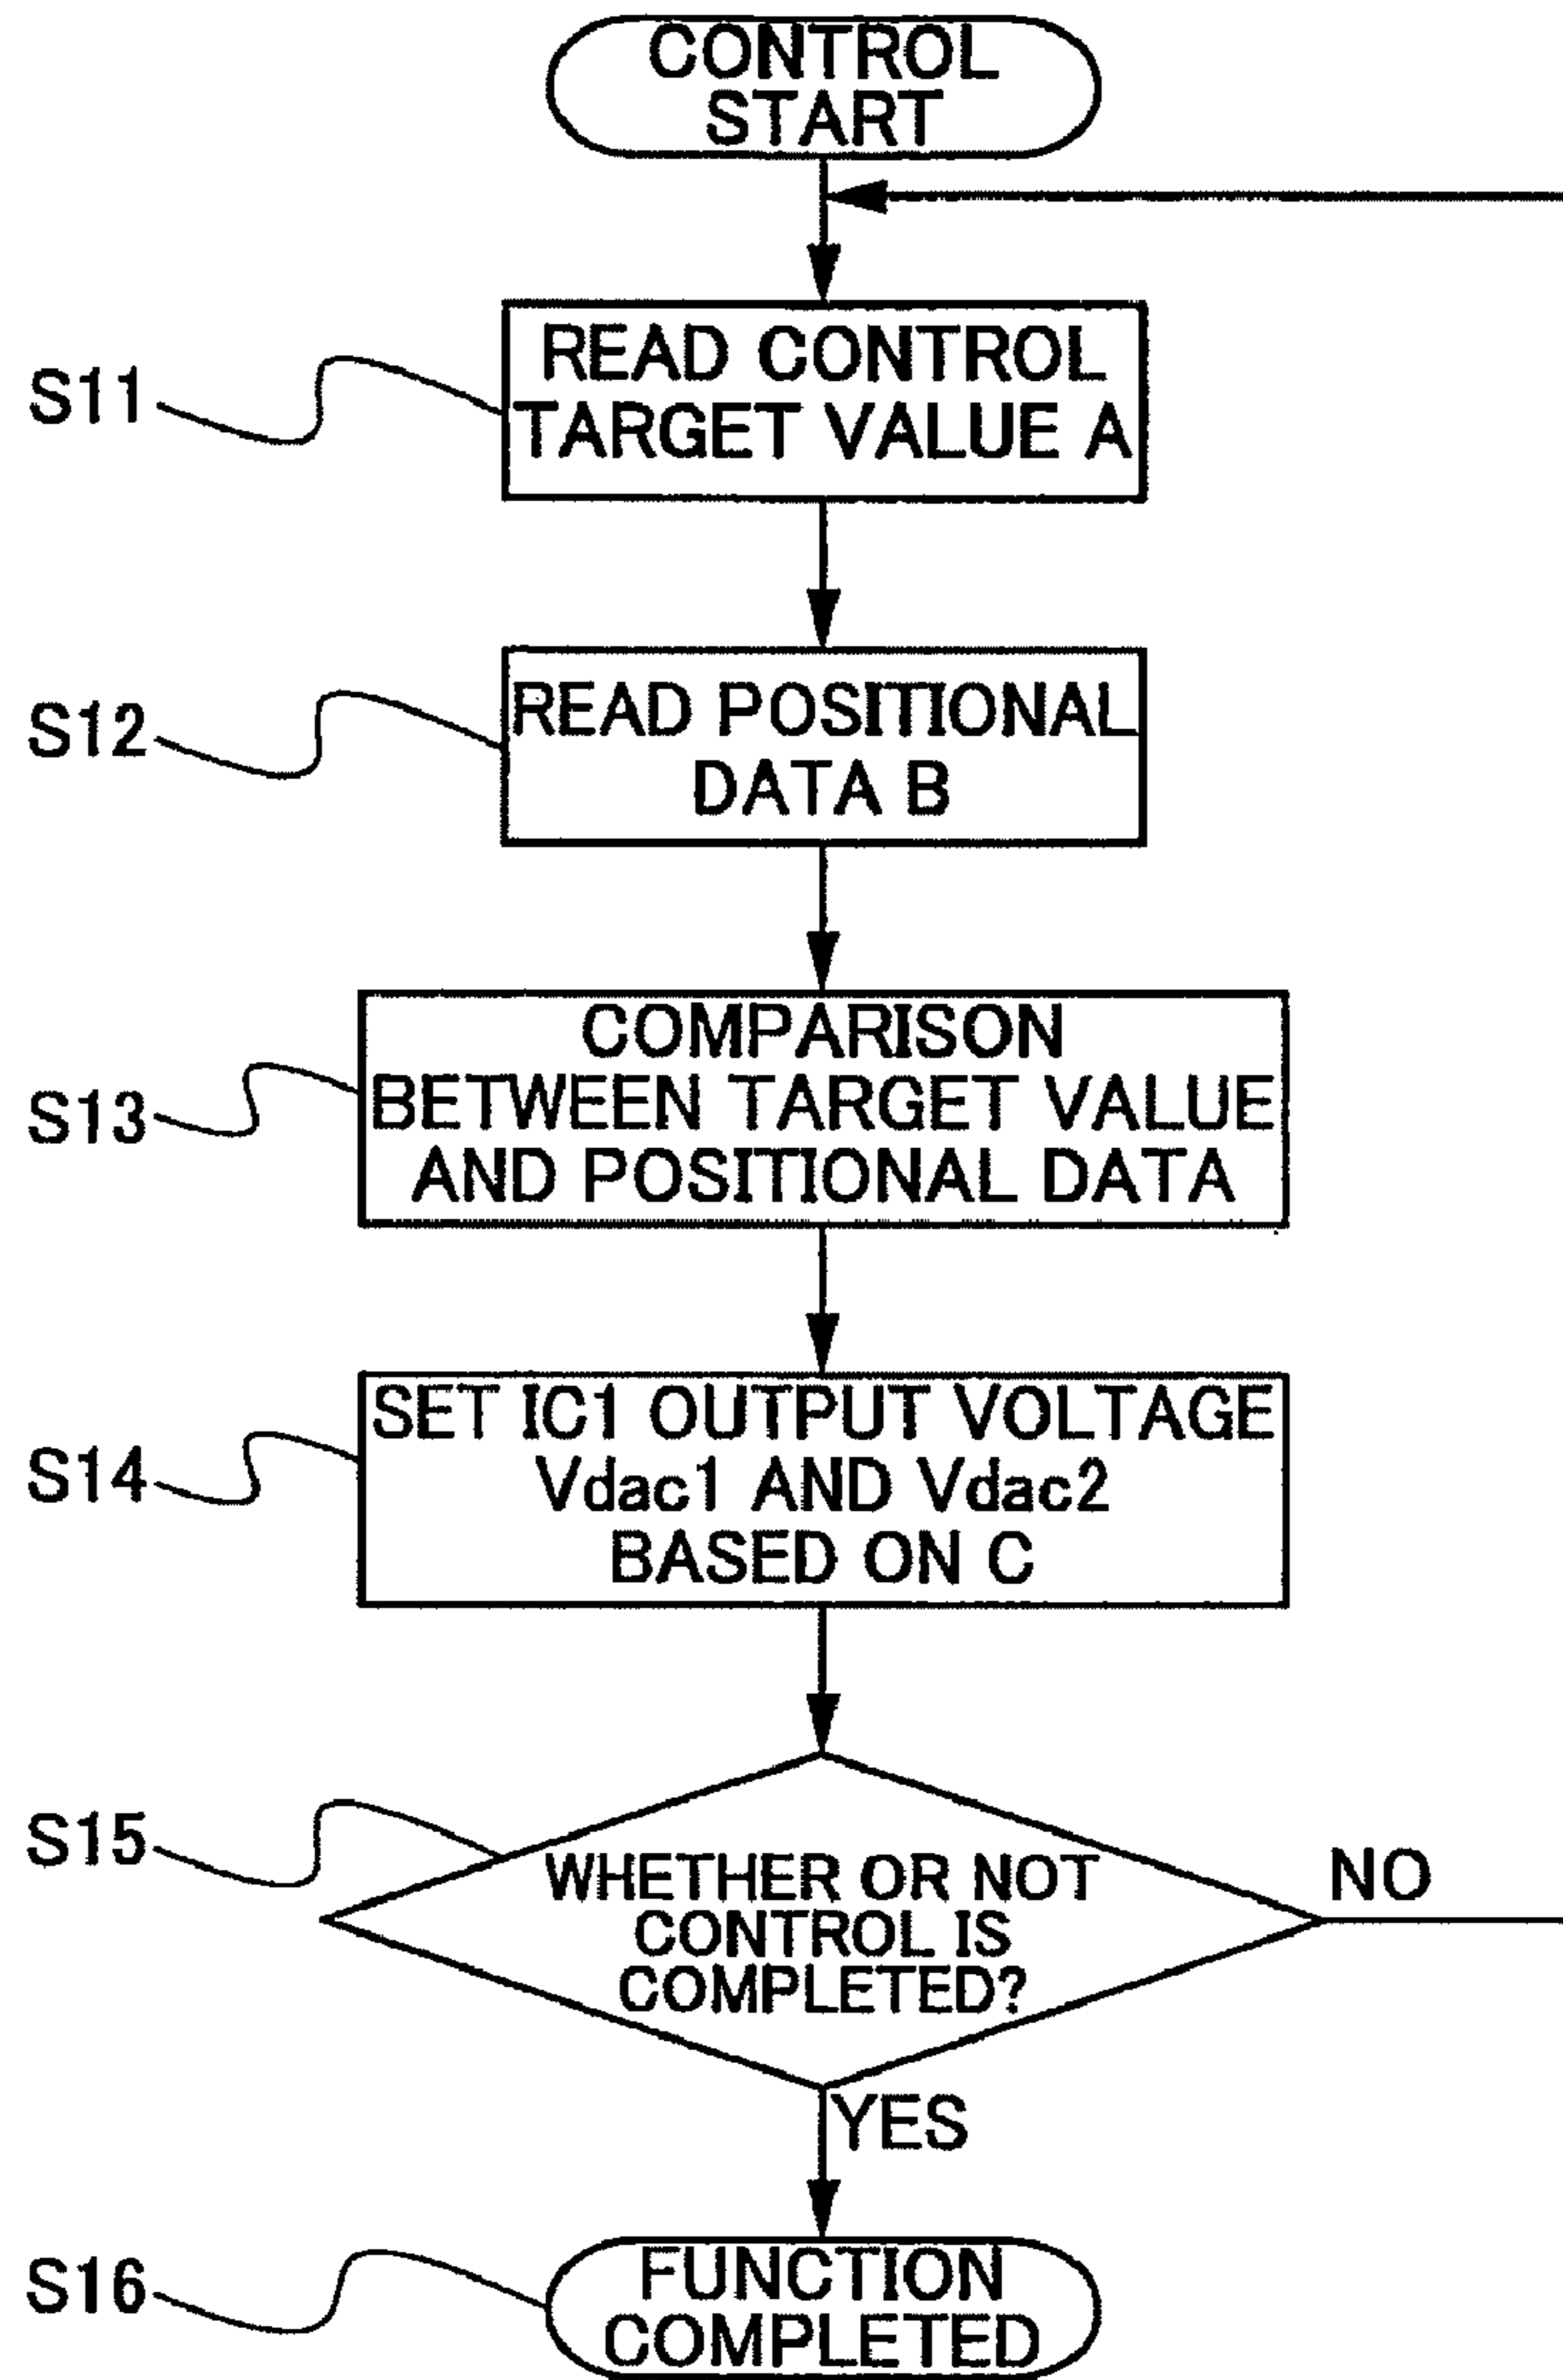 CONTROL
START
S11
READ CONTROL
TARGET VALUE A
S12
READ POSITIONAL
DATA B
S13
COMPARISON
BETWEEN TARGET VALUE
AND POSITIONAL DATA
S14
SET IC1 OUTPUT VOLTAGE
Vdac1 AND Vdac2
BASED ON C
S15
WHETHER OR NOT
CONTROL IS
COMPLETED?
NO
YES
S16
FUNCTION
COMPLETED